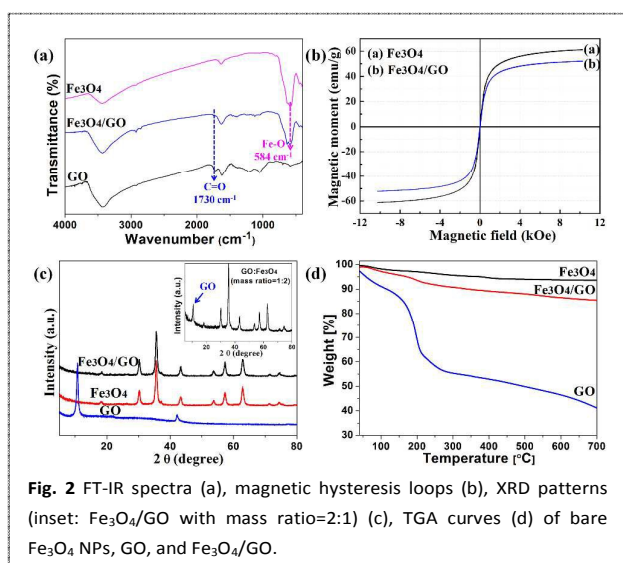 (a)
Fe3O4
Fe3O4/GO
GO
Fe-O
584 cm-1
C=O
1730 cm-1
Transmittance (%)
4000 3000 2000 1000
Wavenumber (cm-1)
(b)
(a) Fe3O4
(b) Fe3O4/GO
(a)
(b)
Magnetic moment (emu/g)
60
40
20
0
-20
-40
-60
-12 -8 -4 0 4 8 12
Magnetic field (kOe)
(c)
GO:Fe3O4
(mass ratio=1:2)
GO
Intensity (a.u.)
20 40 60 80
2 θ (degree)
Fe3O4/GO
Fe3O4
GO
Intensity (a.u.)
10 20 30 40 50 60 70 80
2 θ (degree)
(d)
Fe3O4
Fe3O4/GO
GO
Weight [%]
100
90
80
70
60
50
40
30
100 200 300 400 500 600 700
Temperature [°C]
Fig. 2 FT-IR spectra (a), magnetic hysteresis loops (b), XRD patterns
(inset: Fe3O4/GO with mass ratio=2:1) (c), TGA curves (d) of bare
Fe3O4 NPs, GO, and Fe3O4/GO.